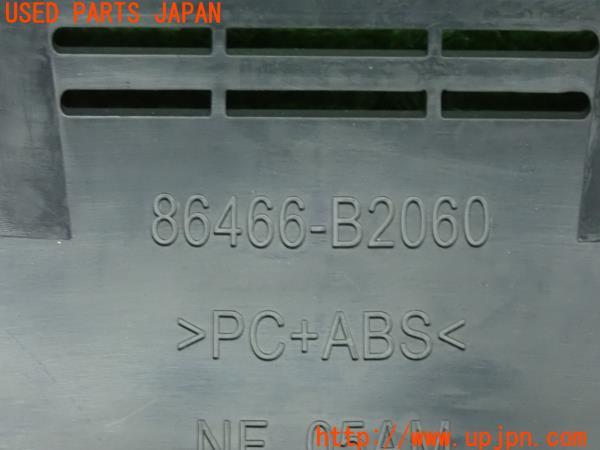 USED PARTS JAPAN
86466-B2060
>PC+ABS<
http://www.upjpn.com